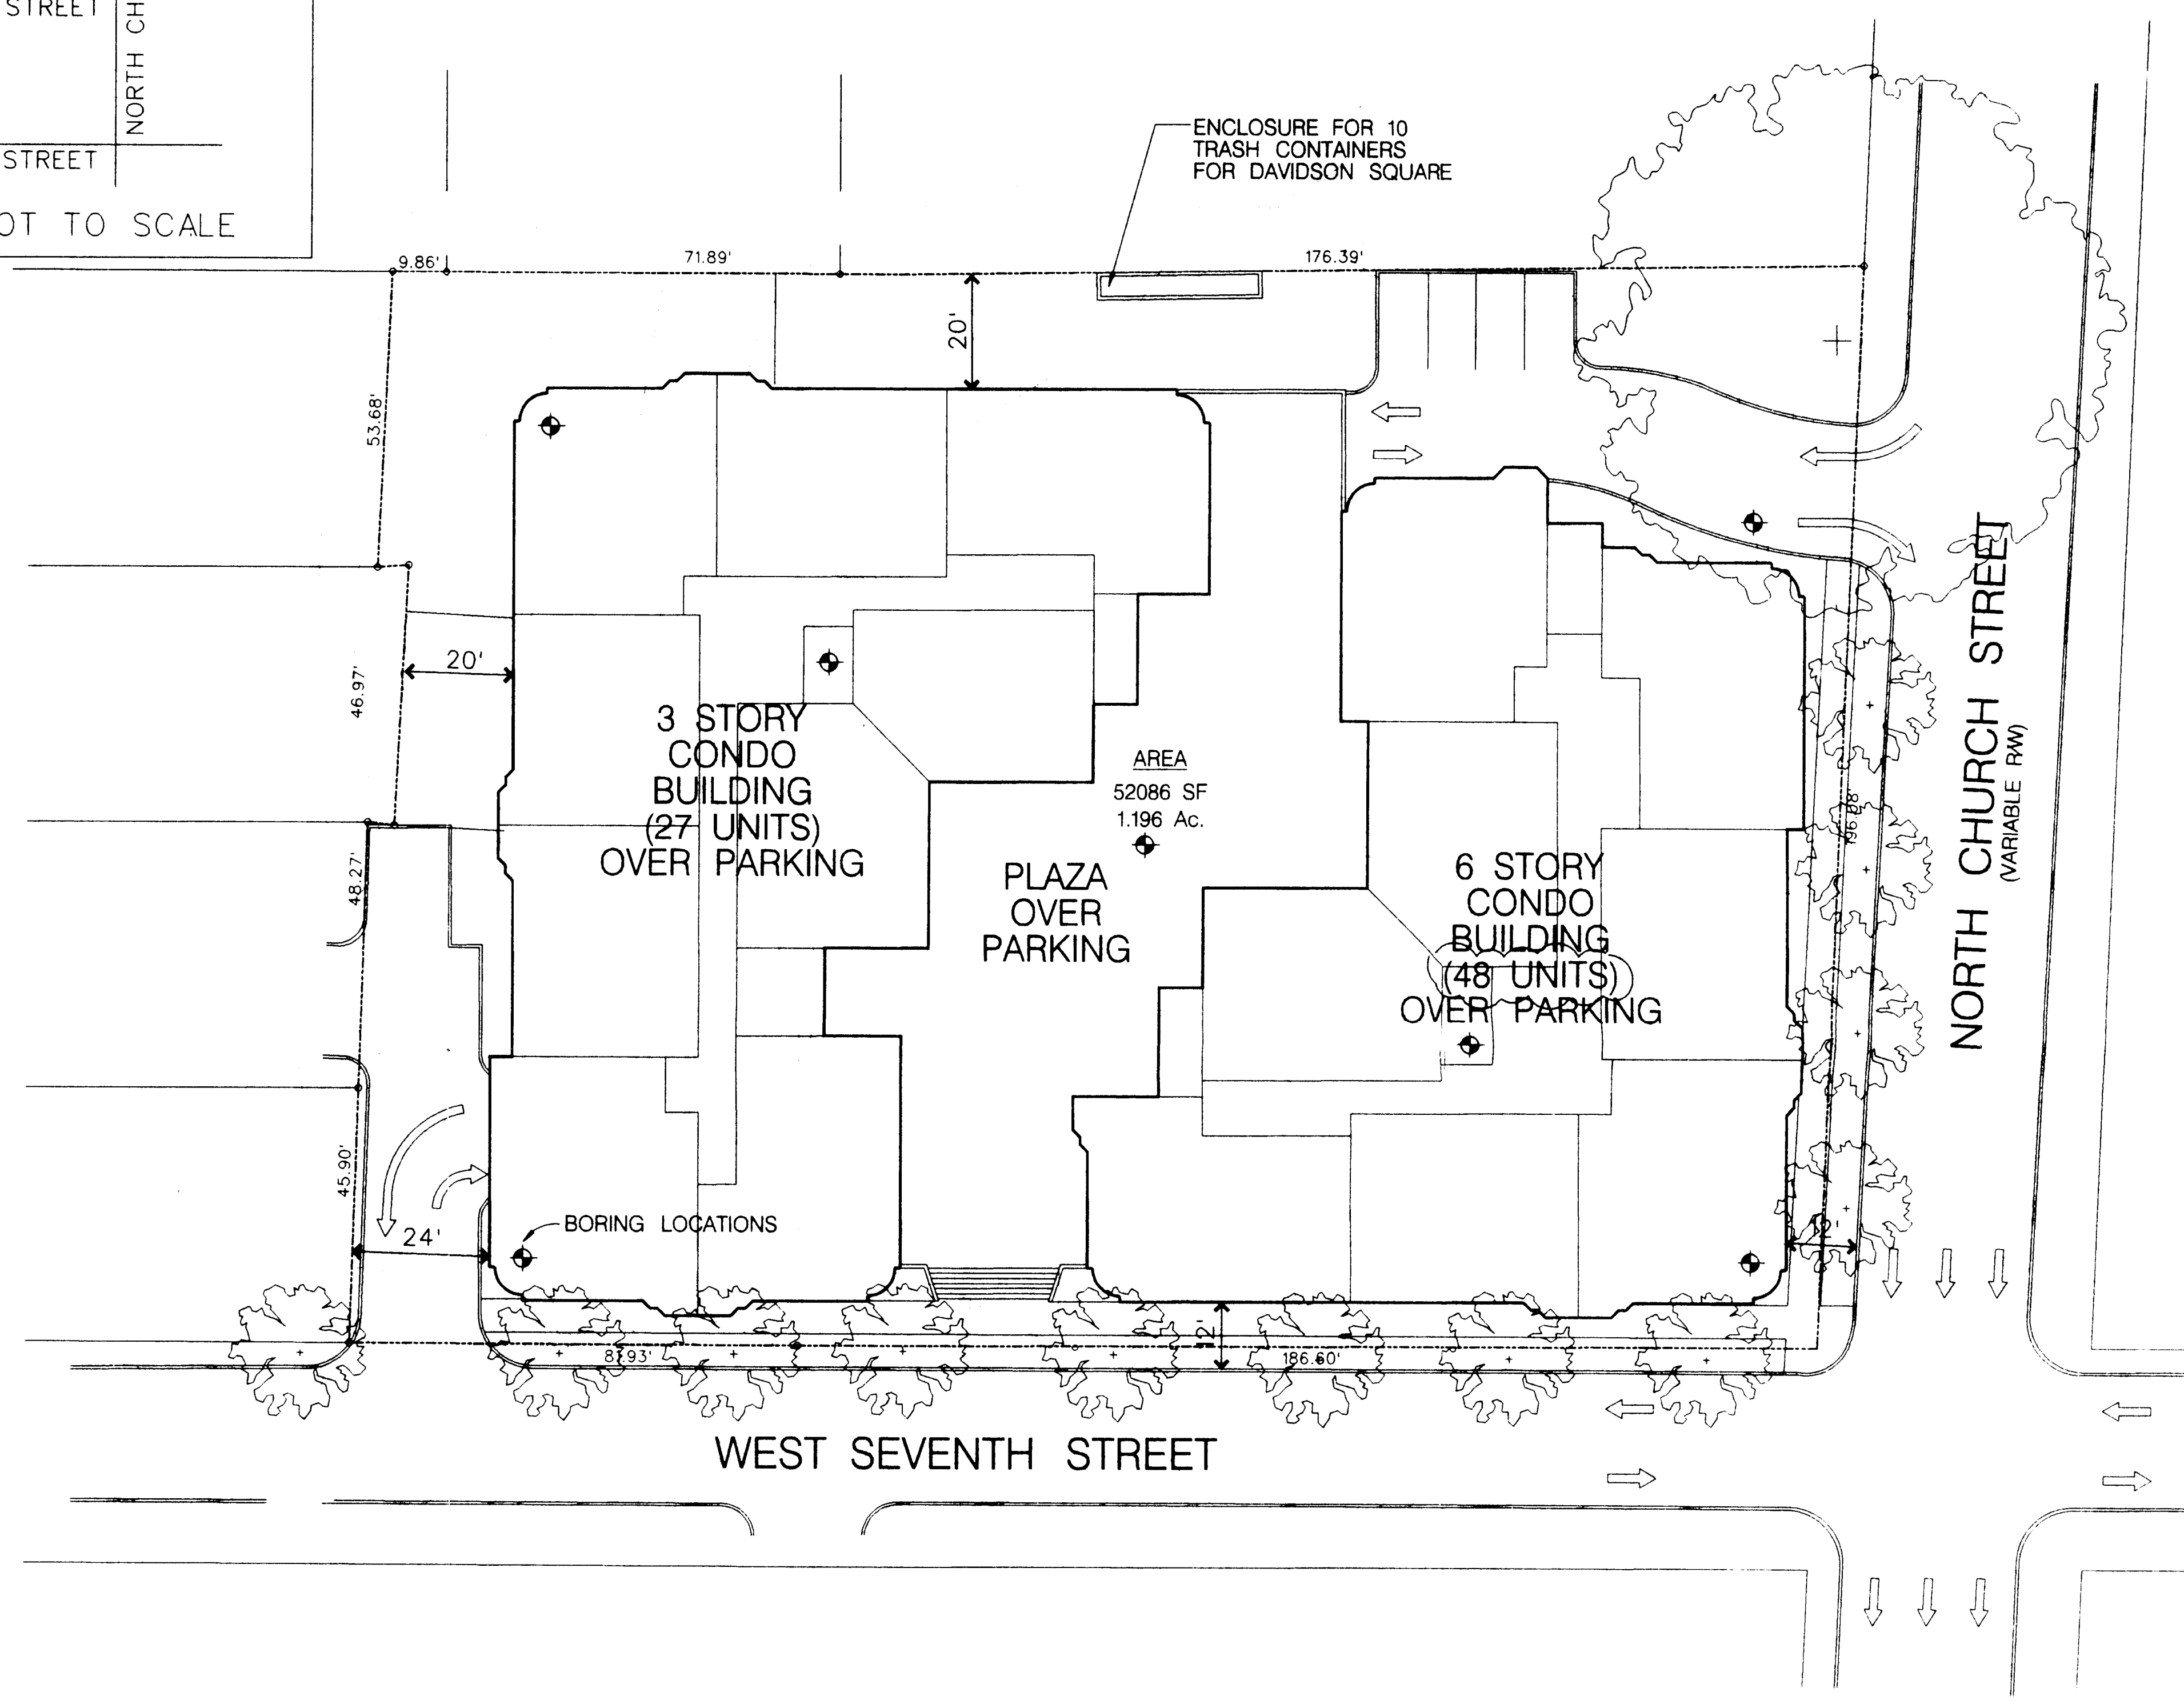 STREET
NORTH CH
STREET
OT TO SCALE
ENCLOSURE FOR 10
TRASH CONTAINERS
FOR DAVIDSON SQUARE
9.86'
71.89'
176.39'
20'
53.68'
20'
46.97'
3 STORY
CONDO
BUILDING
(27 UNITS)
OVER PARKING
AREA
52086 SF
1.196 Ac.
PLAZA
OVER
PARKING
6 STORY
CONDO
BUILDING
(48 UNITS)
OVER PARKING
NORTH CHURCH STREET
(VARIABLE R/W)
48.27'
45.90'
24'
BORING LOCATIONS
12'
12'
186.60'
WEST SEVENTH STREET